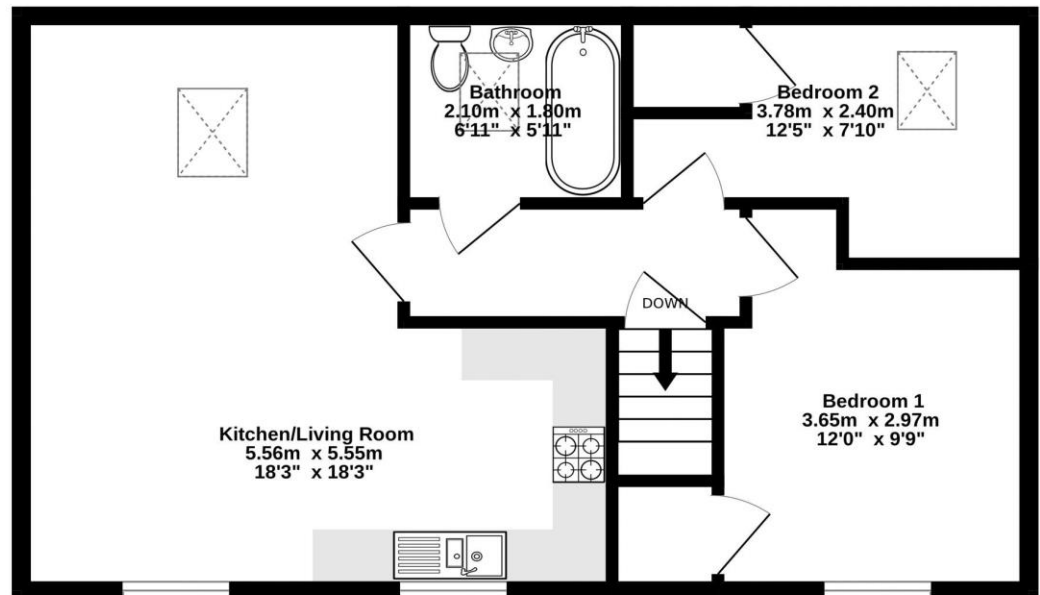 Bathroom
2.10m x 1.80m
6'11" x 5'11"
Bedroom 2
3.78m x 2.40m
12'5" x 7'10"
DOWN
Bedroom 1
3.65m x 2.97m
12'0" x 9'9"
Kitchen/Living Room
5.56m x 5.55m
18'3" x 18'3"